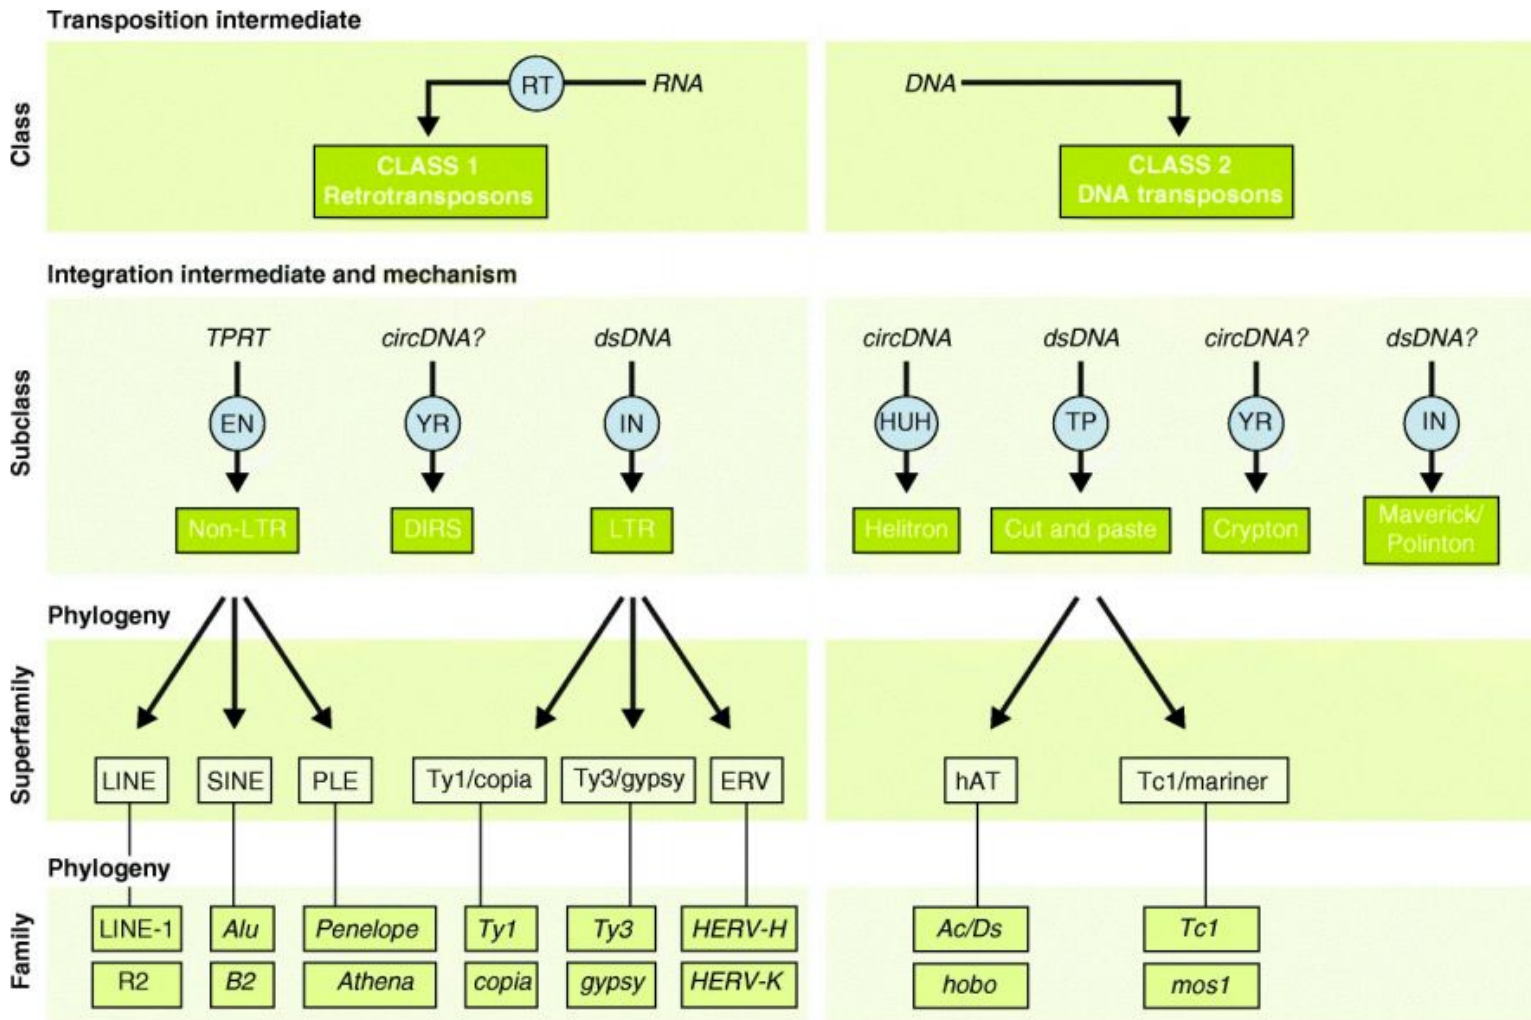 Transposition intermediate
Class
RT
RNA
DNA
CLASS 1
Retrotransposons
CLASS 2
DNA transposons
Integration intermediate and mechanism
Subclass
TPRT
circDNA?
dsDNA
circDNA
dsDNA
circDNA?
dsDNA?
EN
YR
IN
HUH
TP
YR
IN
Non-LTR
DIRS
LTR
Helitron
Cut and paste
Crypton
Maverick/
Polinton
Phylogeny
Superfamily
LINE
SINE
PLE
Ty1/copia
Ty3/gypsy
ERV
hAT
Tc1/mariner
Phylogeny
Family
LINE-1
Alu
Penelope
Ty1
Ty3
HERV-H
Ac/Ds
Tc1
R2
B2
Athena
copia
gypsy
HERV-K
hobo
mos1